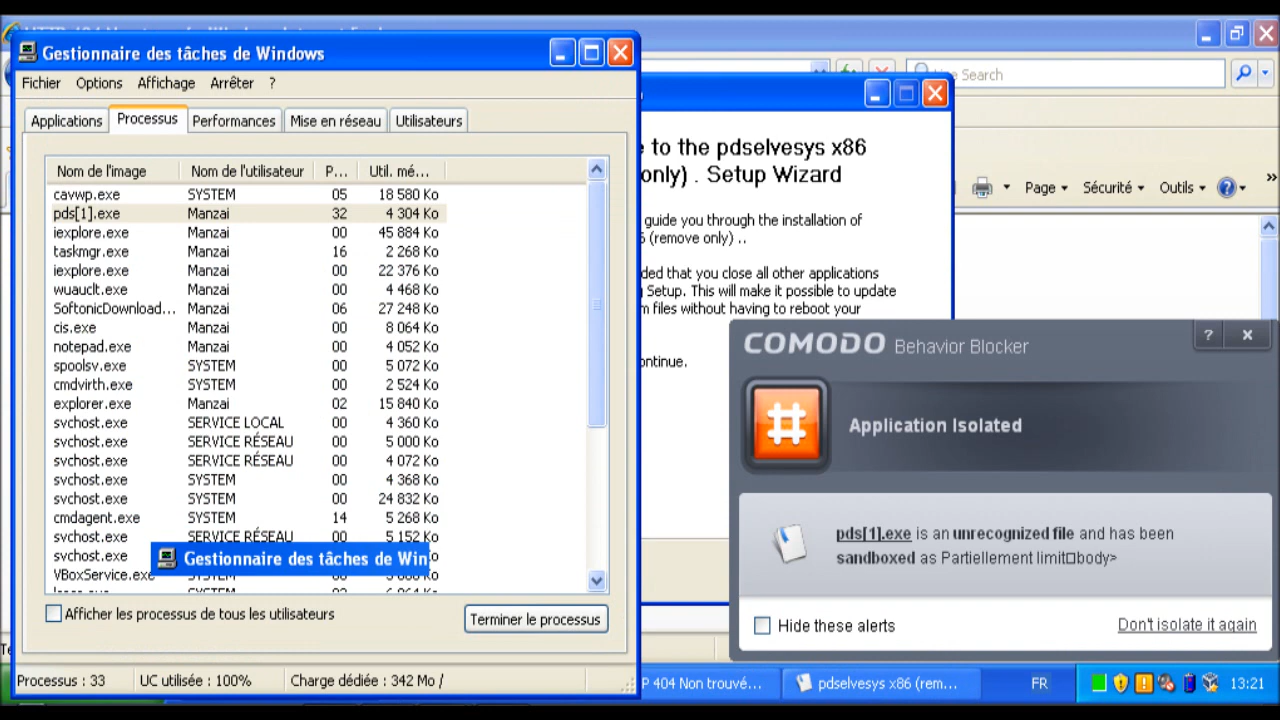 Gestionnaire des tâches de Windows
Fichier Options Affichage Arrêter ?
Search
Applications Processus Performances Mise en réseau Utilisateurs
to the pdselvesys x86
only) . Setup Wizard
Page Sécurité Outils
Nom de l'image Nom de l'utilisateur P... Util. mé...
cavwp.exe SYSTEM 05 18 580 Ko
pds[1].exe Manzai 32 4 304 Ko
iexplore.exe Manzai 00 45 884 Ko
taskmgr.exe Manzai 16 2 268 Ko
iexplore.exe Manzai 00 22 376 Ko
wuauclt.exe Manzai 00 4 468 Ko
SoftonicDownload... Manzai 06 27 248 Ko
cis.exe Manzai 00 8 064 Ko
notepad.exe Manzai 00 4 052 Ko
spoolsv.exe SYSTEM 00 5 072 Ko
cmdvirth.exe SYSTEM 00 2 524 Ko
explorer.exe Manzai 02 15 840 Ko
svchost.exe SERVICE LOCAL 00 4 360 Ko
svchost.exe SERVICE RÉSEAU 00 5 000 Ko
svchost.exe SERVICE RÉSEAU 00 4 072 Ko
svchost.exe SYSTEM 00 4 368 Ko
svchost.exe SYSTEM 00 24 832 Ko
cmdagent.exe SYSTEM 14 5 268 Ko
svchost.exe SERVICE RÉSEAU 00 5 152 Ko
svchost.exe
Gestionnaire des tâches de Win
VBoxService.exe
Afficher les processus de tous les utilisateurs
Terminer le processus
Processus : 33 UC utilisée : 100% Charge dédiée : 342 Mo /
guide you through the installation of
(remove only) ..
ded that you close all other applications
Setup. This will make it possible to update
files without having to reboot your
ontinue.
COMODO Behavior Blocker
? x
Application Isolated
pds[1].exe is an unrecognized file and has been
sandboxed as Partiellement limit□body>
Hide these alerts
Don't isolate it again
P 404 Non trouvé... pdselvesys x86 (rem... FR 13:21